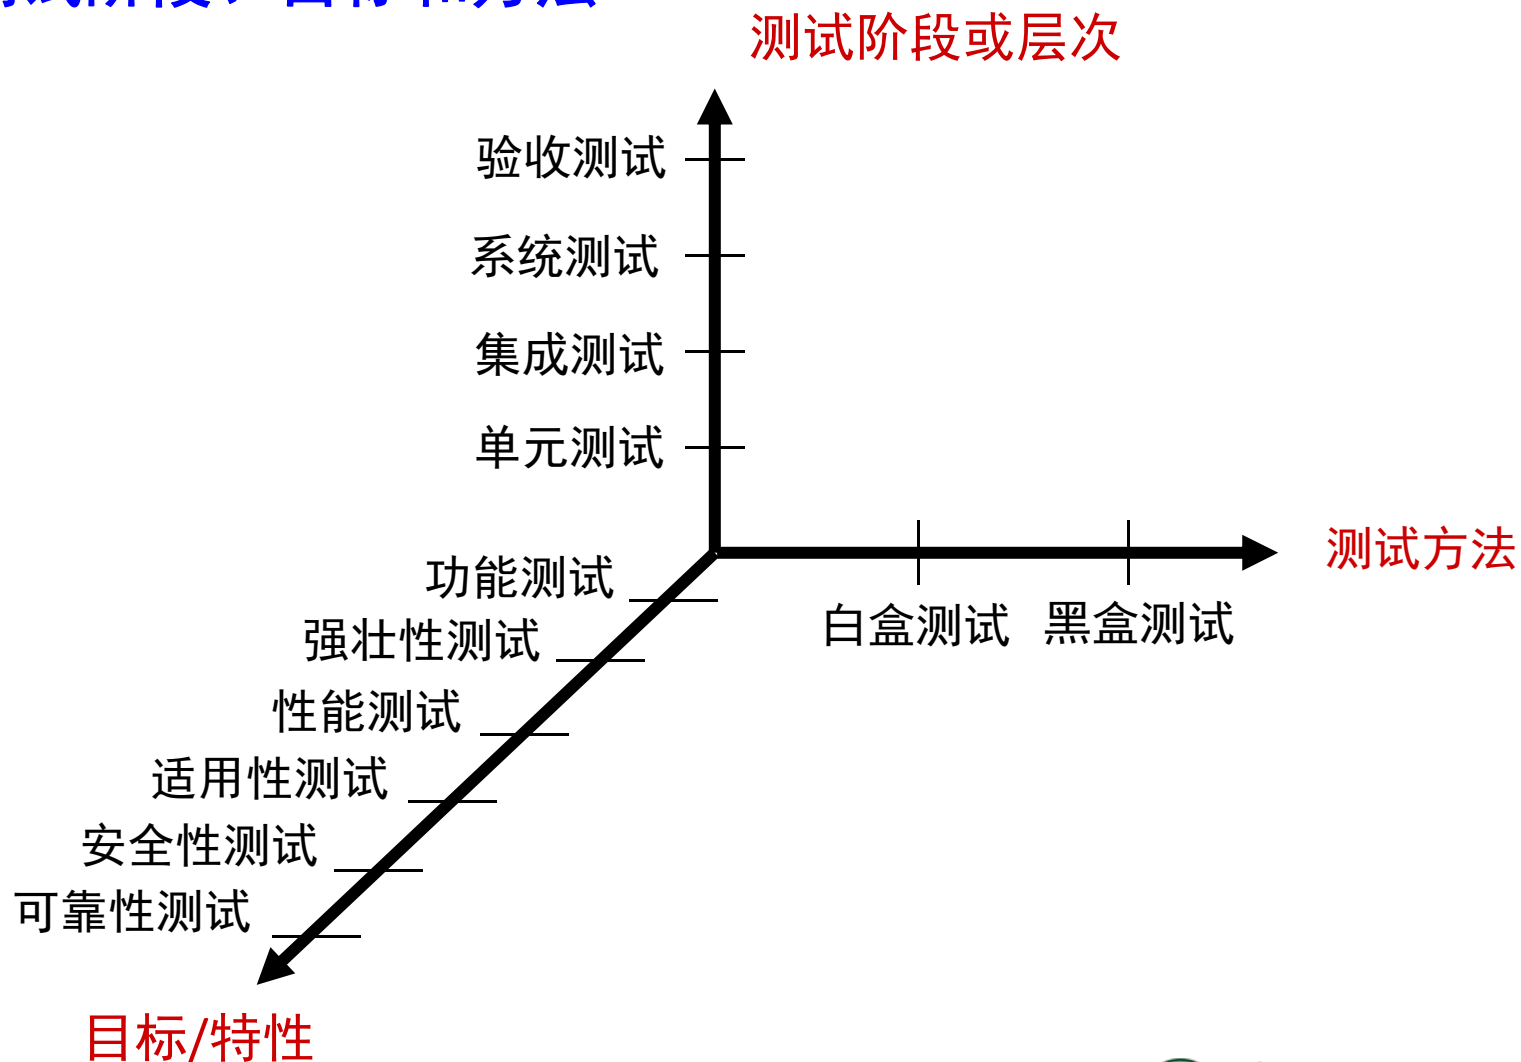 测试阶段或层次
验收测试
系统测试
集成测试
单元测试
测试方法
白盒测试 黑盒测试
功能测试
强壮性测试
性能测试
适用性测试
安全性测试
可靠性测试
目标/特性